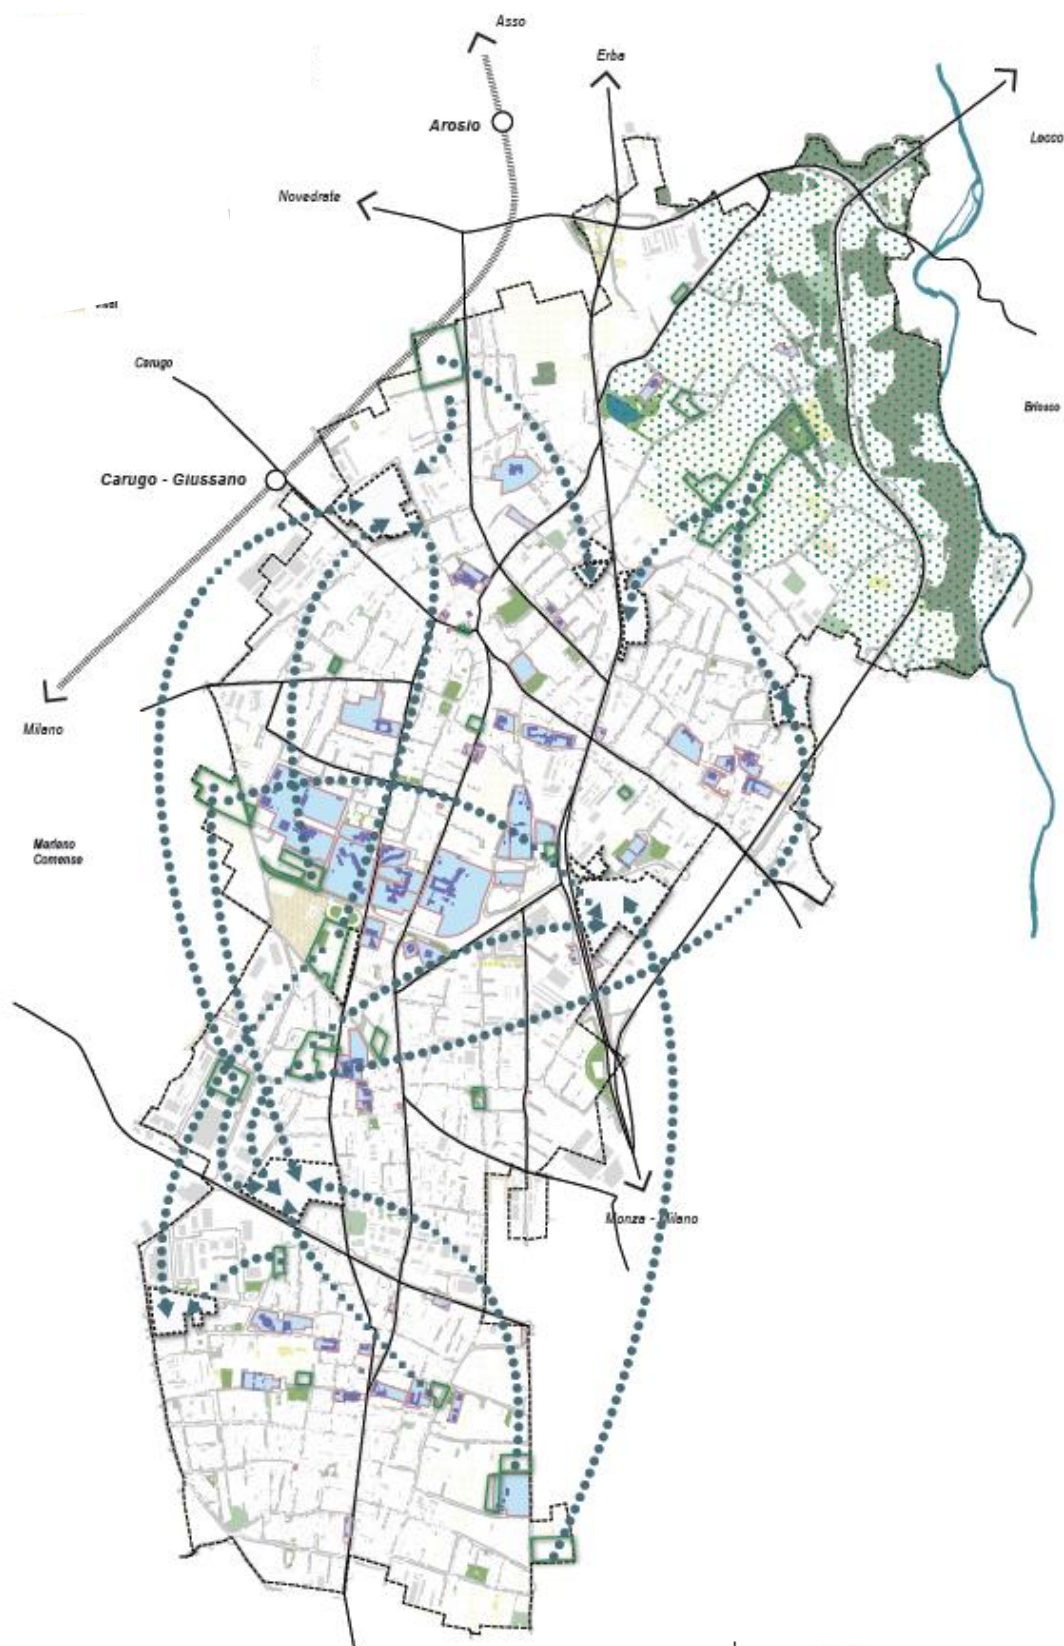 Asso
Erba
Arosio
Lecco
Novedrate
Carugo
Briosco
Carugo - Giussano
Milano
Mariano
Comense
Monza - Milano